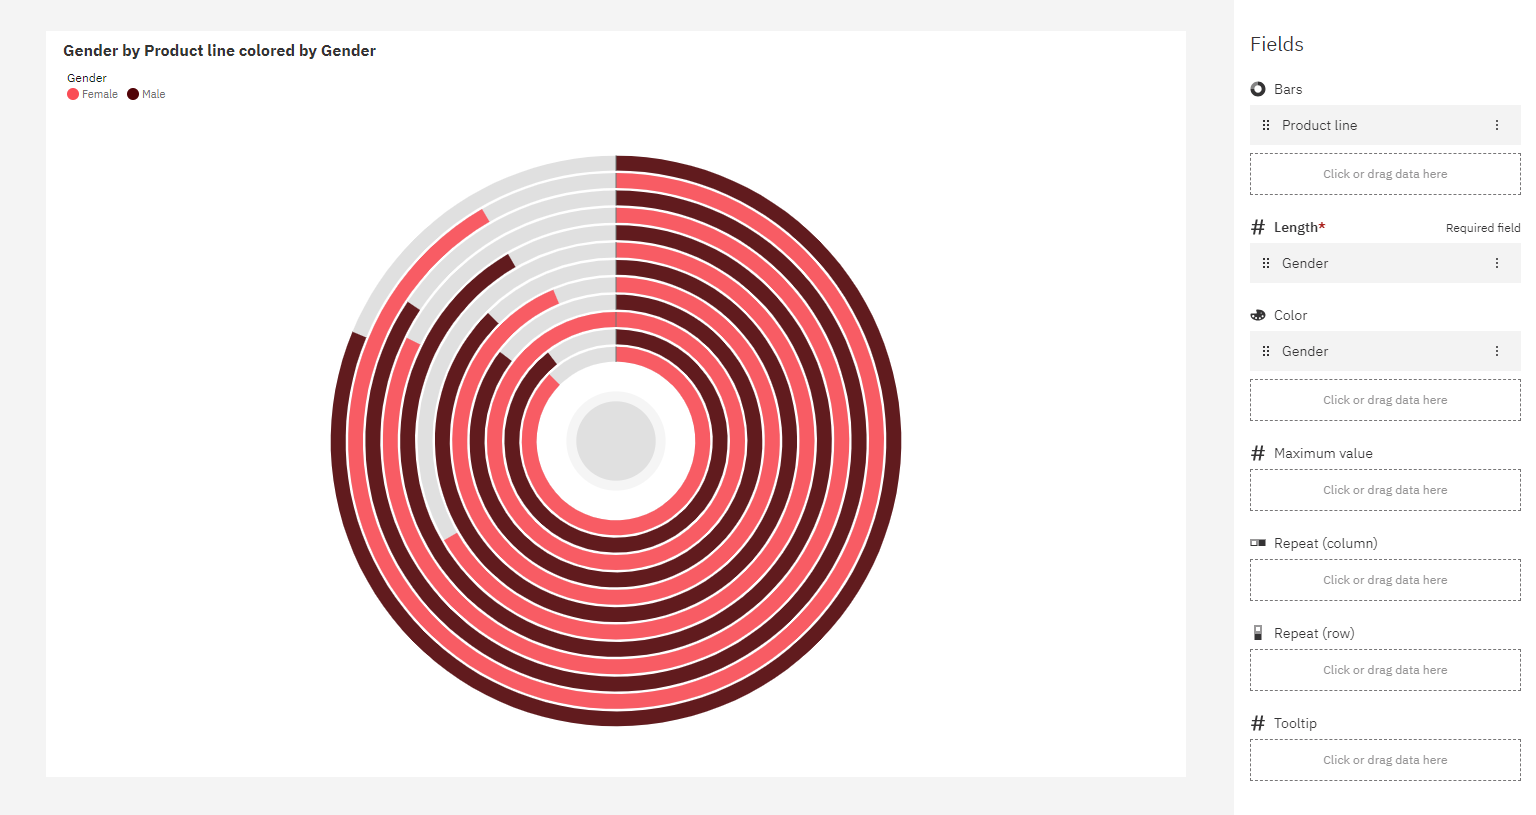 Gender by Product line colored by Gender
Gender
Female Male
Fields
Bars
Product line
Click or drag data here
Length* Required field
Gender
Color
Gender
Click or drag data here
Maximum value
Click or drag data here
Repeat (column)
Click or drag data here
Repeat (row)
Click or drag data here
Tooltip
Click or drag data here